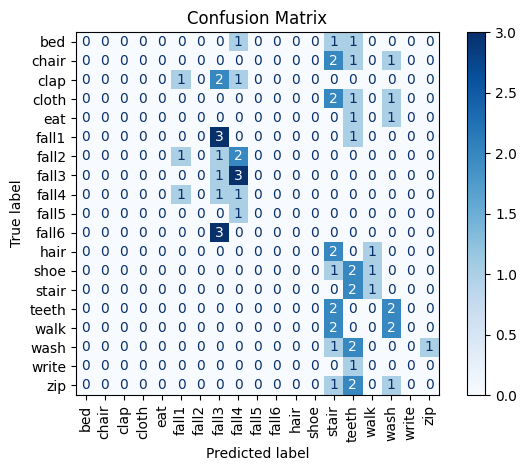 Confusion Matrix
bed 0 0 0 0 0 0 0 0 1 0 0 0 0 1 1 0 0 0 0
chair 0 0 0 0 0 0 0 0 0 0 0 0 0 2 1 0 1 0 0
clap 0 0 0 0 0 1 0 2 1 0 0 0 0 0 0 0 0 0 0
cloth 0 0 0 0 0 0 0 0 0 0 0 0 0 2 1 0 1 0 0
eat 0 0 0 0 0 0 0 0 0 0 0 0 0 0 1 0 1 0 0
fall1 0 0 0 0 0 0 0 3 0 0 0 0 0 0 1 0 0 0 0
fall2 0 0 0 0 0 1 0 1 2 0 0 0 0 0 0 0 0 0 0
fall3 0 0 0 0 0 0 0 1 3 0 0 0 0 0 0 0 0 0 0
fall4 0 0 0 0 0 1 0 1 1 0 0 0 0 0 0 0 0 0 0
fall5 0 0 0 0 0 0 0 0 1 0 0 0 0 0 0 0 0 0 0
fall6 0 0 0 0 0 0 0 3 0 0 0 0 0 0 0 0 0 0 0
hair 0 0 0 0 0 0 0 0 0 0 0 0 0 2 0 1 0 0 0
shoe 0 0 0 0 0 0 0 0 0 0 0 0 0 1 2 1 0 0 0
stair 0 0 0 0 0 0 0 0 0 0 0 0 0 0 2 1 0 0 0
teeth 0 0 0 0 0 0 0 0 0 0 0 0 0 2 0 0 2 0 0
walk 0 0 0 0 0 0 0 0 0 0 0 0 0 2 0 0 2 0 0
wash 0 0 0 0 0 0 0 0 0 0 0 0 0 1 2 0 0 0 1
write 0 0 0 0 0 0 0 0 0 0 0 0 0 0 1 0 0 0 0
zip 0 0 0 0 0 0 0 0 0 0 0 0 0 1 2 0 1 0 0
bed chair clap cloth eat fall1 fall2 fall3 fall4 fall5 fall6 hair shoe stair teeth walk wash write zip
Predicted label
True label
3.0
2.5
2.0
1.5
1.0
0.5
0.0